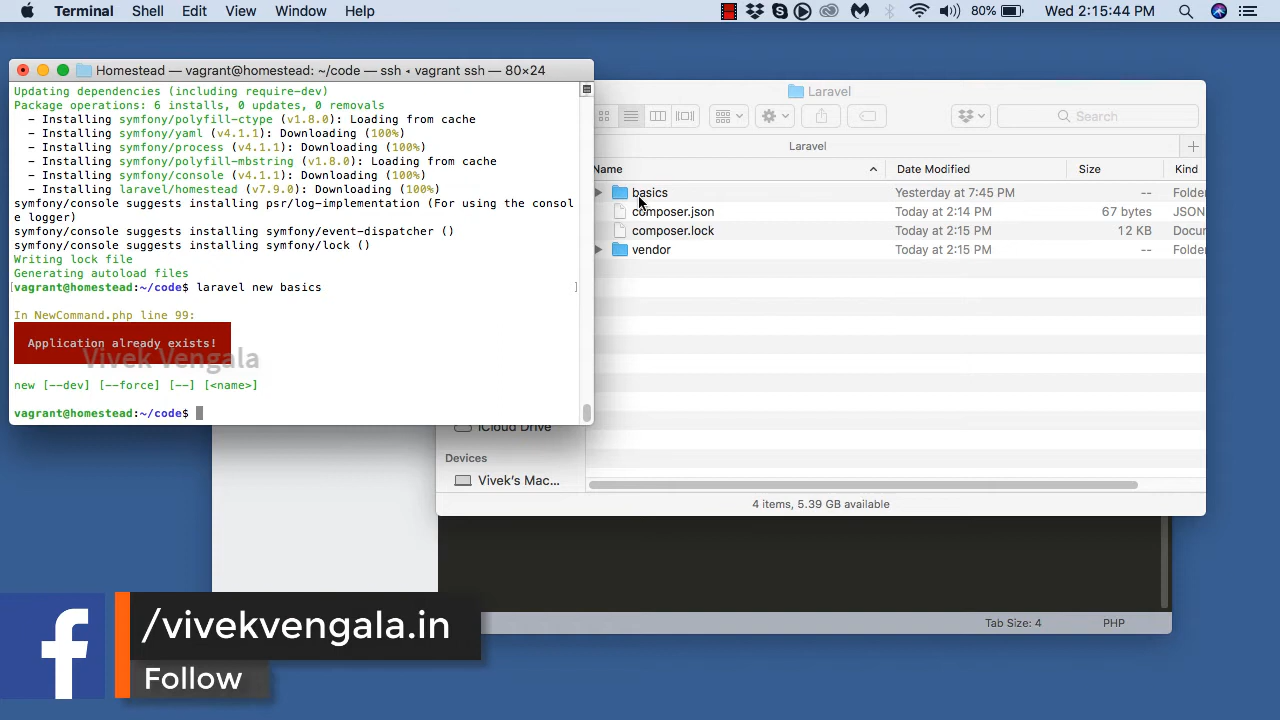 Terminal Shell Edit View Window Help
80% Wed 2:15:44 PM
Homestead — vagrant@homestead: ~/code — ssh ◂ vagrant ssh — 80×24
Updating dependencies (including require-dev)
Package operations: 6 installs, 0 updates, 0 removals
- Installing symfony/polyfill-ctype (v1.8.0): Loading from cache
- Installing symfony/yaml (v4.1.1): Downloading (100%)
- Installing symfony/process (v4.1.1): Downloading (100%)
- Installing symfony/polyfill-mbstring (v1.8.0): Loading from cache
- Installing symfony/console (v4.1.1): Downloading (100%)
- Installing laravel/homestead (v7.9.0): Downloading (100%)
symfony/console suggests installing psr/log-implementation (For using the consol
e logger)
symfony/console suggests installing symfony/event-dispatcher ()
symfony/console suggests installing symfony/lock ()
Writing lock file
Generating autoload files
[vagrant@homestead:~/code$ laravel new basics ]
In NewCommand.php line 99:
Application already exists!
Vivek Vengala
new [--dev] [--force] [--] [<name>]
vagrant@homestead:~/code$
Laravel
Search
Laravel
Name Date Modified Size Kind
basics Yesterday at 7:45 PM -- Folder
composer.json Today at 2:14 PM 67 bytes JSON
composer.lock Today at 2:15 PM 12 KB Docu
vendor Today at 2:15 PM -- Folder
iCloud Drive
Devices
Vivek's Mac...
4 items, 5.39 GB available
Tab Size: 4 PHP
/vivekvengala.in
Follow